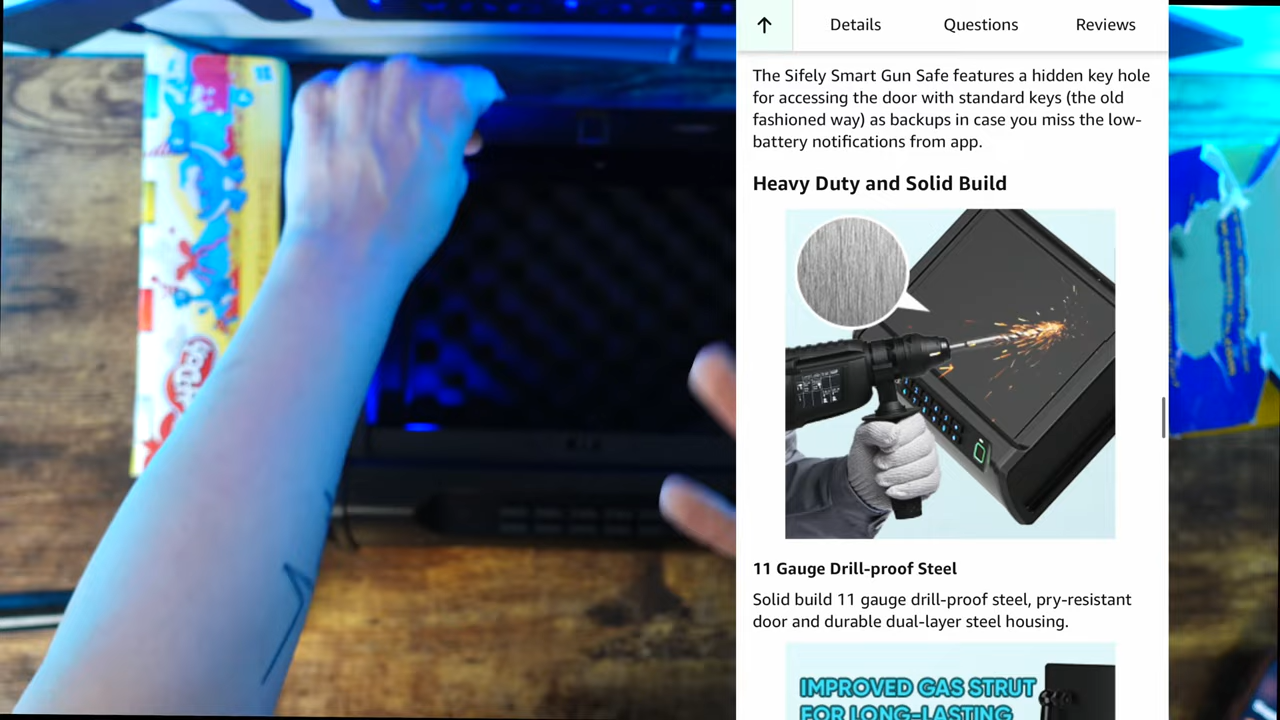 Details
Questions
Reviews
The Sifely Smart Gun Safe features a hidden key hole
for accessing the door with standard keys (the old
fashioned way) as backups in case you miss the low-
battery notifications from app.
Heavy Duty and Solid Build
11 Gauge Drill-proof Steel
Solid build 11 gauge drill-proof steel, pry-resistant
door and durable dual-layer steel housing.
IMPROVED GAS STRUT
FOR LONG-LASTING